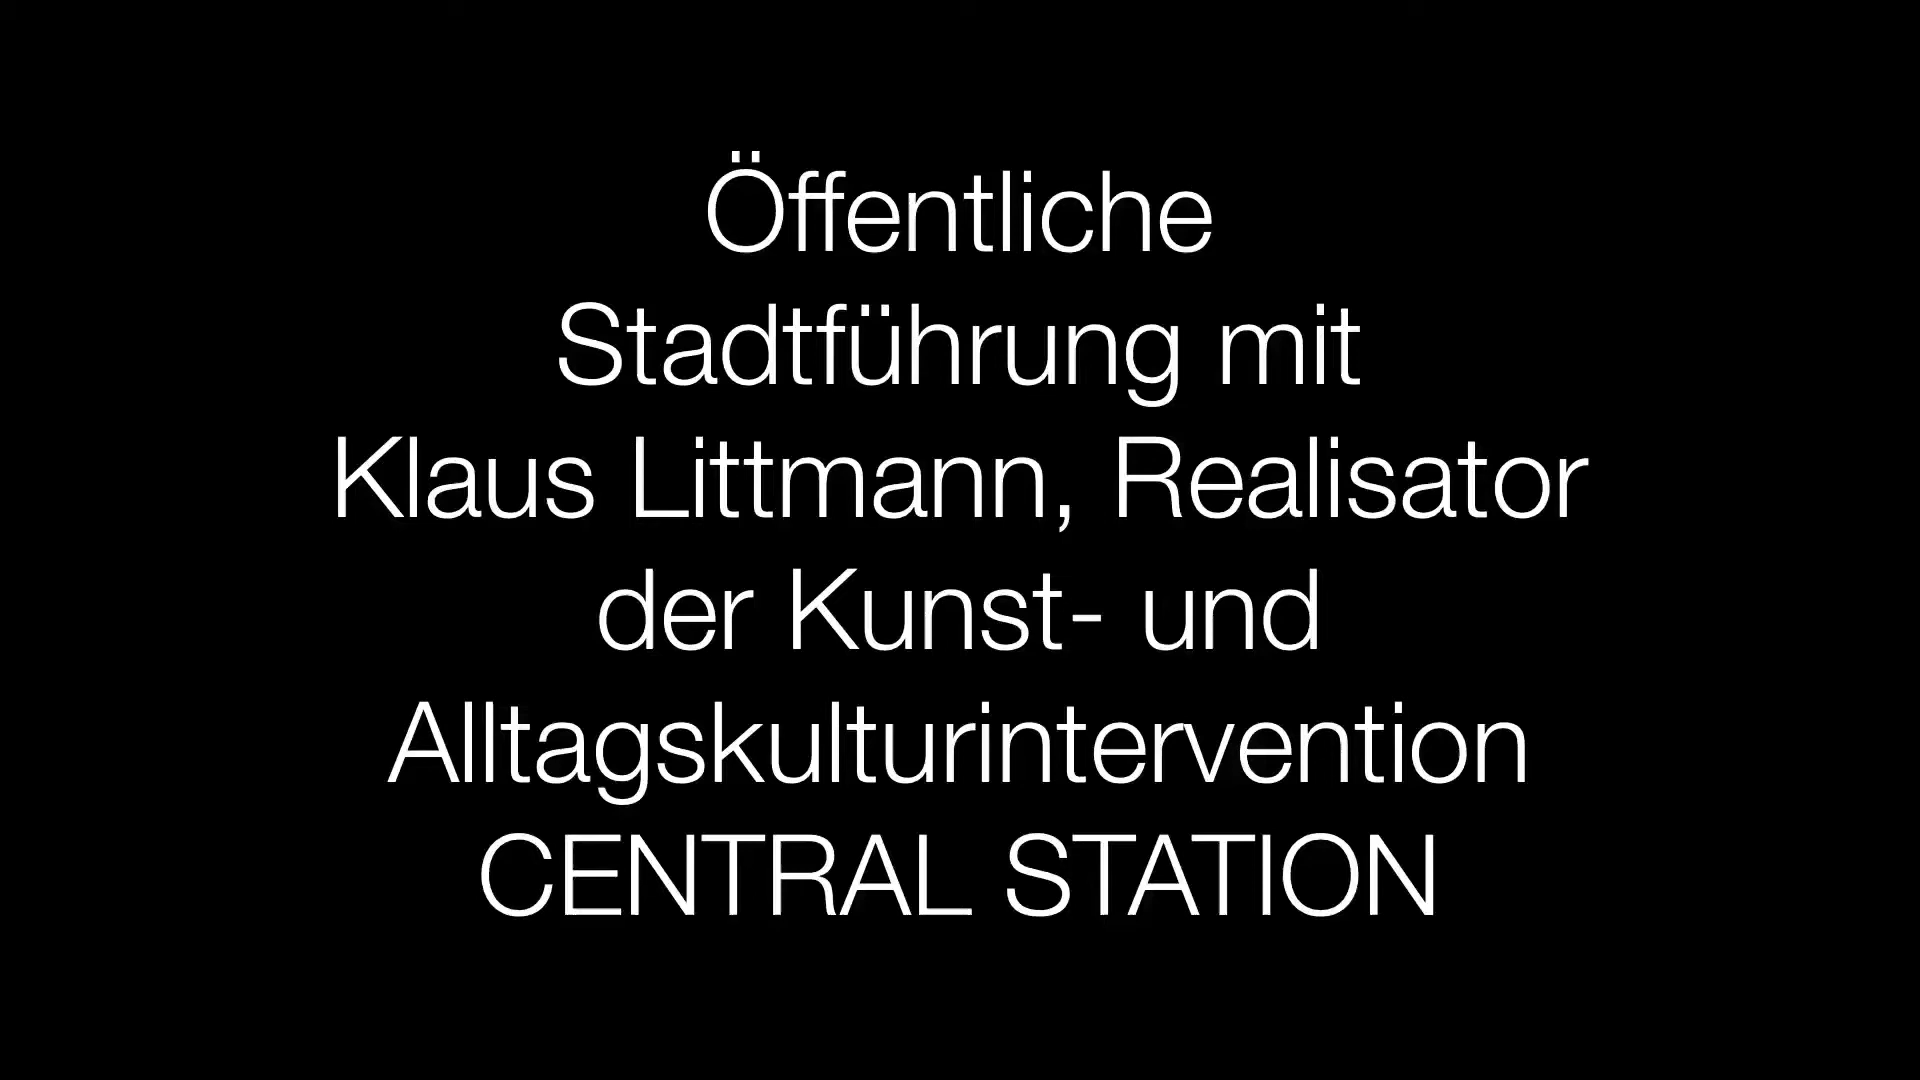 Öffentliche
Stadtführung mit
Klaus Littmann, Realisator
der Kunst- und
Alltagskulturintervention
CENTRAL STATION